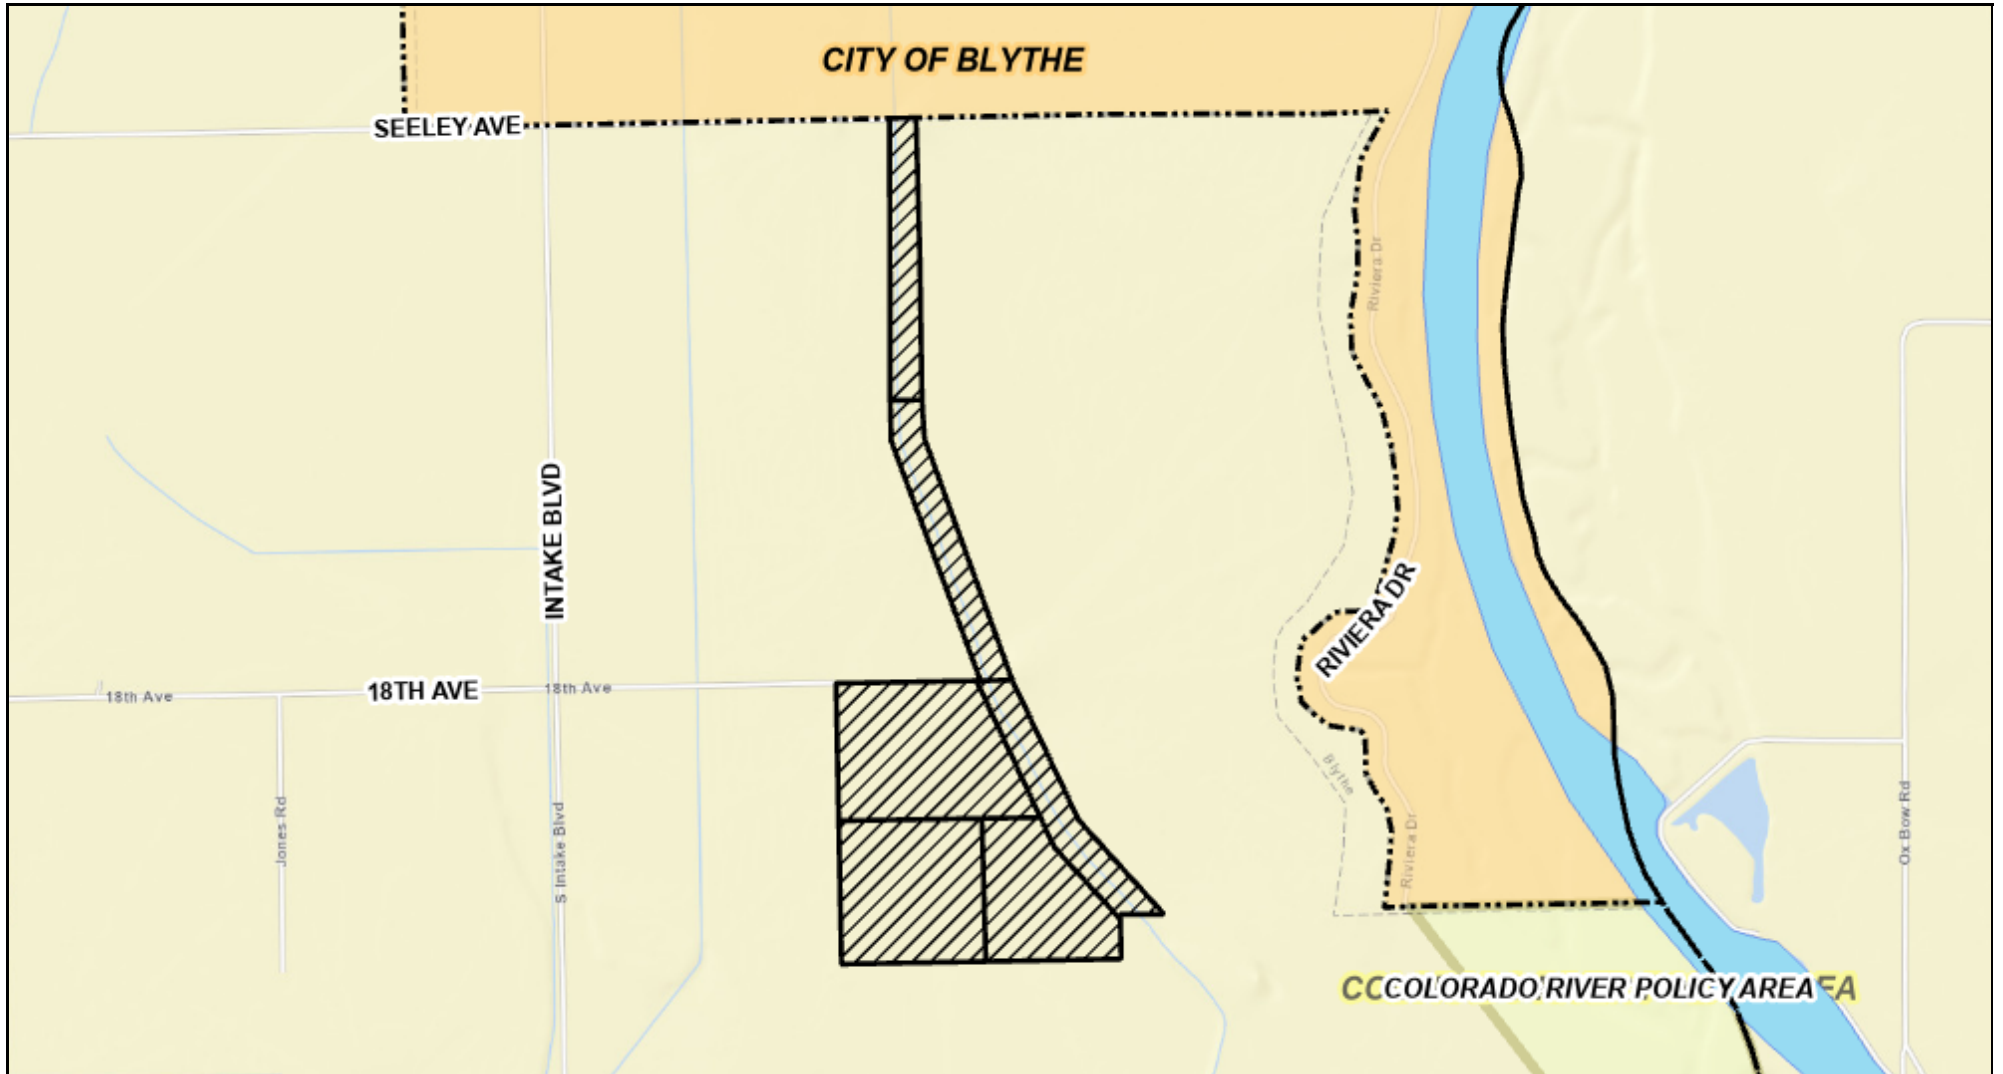 CITY OF BLYTHE
SEELEY AVE
Riviera Dr
INTAKE BLVD
RIVIERA DR
18th Ave
18TH AVE
18th Ave
Blythe
Jones Rd
S Intake Blvd
Riviera Dr
Ox Bow Rd
COLORADO RIVER POLICY AREA